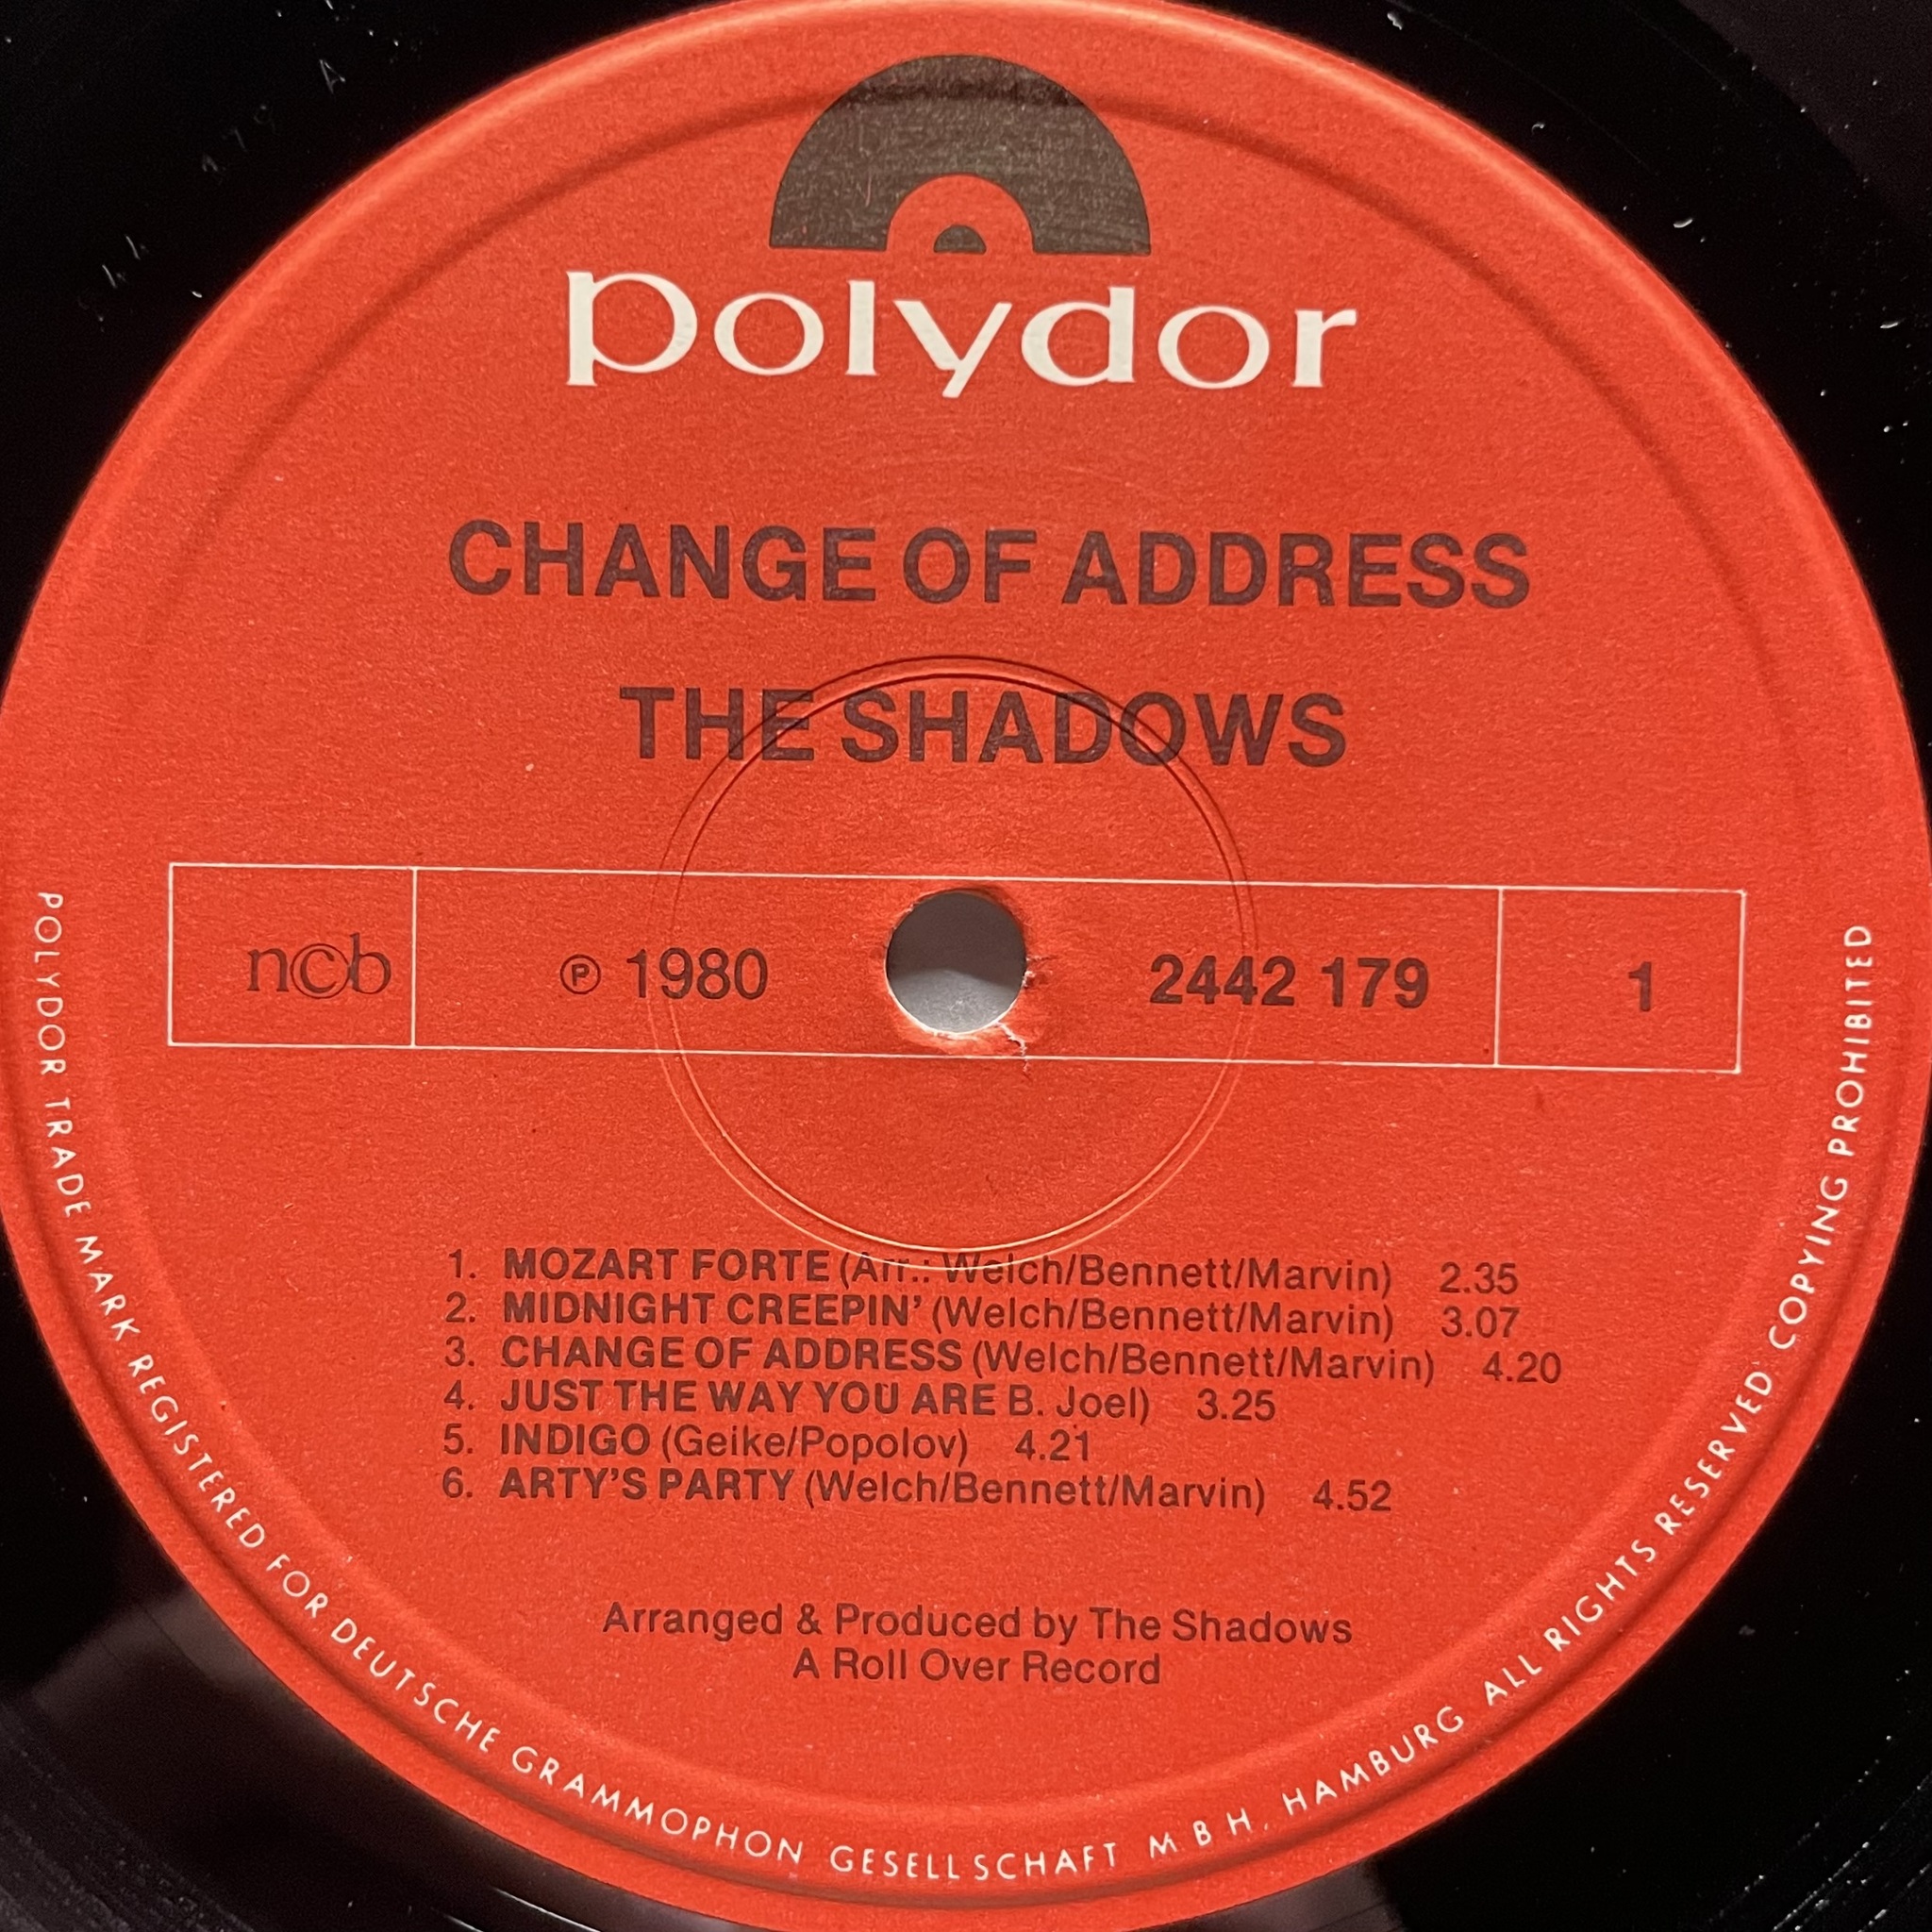 polydor
CHANGE OF ADDRESS
THE SHADOWS
n©b
℗ 1980
2442 179
1
1. MOZART FORTE (Arr.: Welch/Bennett/Marvin) 2.35
2. MIDNIGHT CREEPIN’ (Welch/Bennett/Marvin) 3.07
3. CHANGE OF ADDRESS (Welch/Bennett/Marvin) 4.20
4. JUST THE WAY YOU ARE B. Joel) 3.25
5. INDIGO (Geike/Popolov) 4.21
6. ARTY’S PARTY (Welch/Bennett/Marvin) 4.52
Arranged & Produced by The Shadows
A Roll Over Record
POLYDOR TRADE MARK REGISTERED FOR DEUTSCHE GRAMMOPHON GESELLSCHAFT M B H. HAMBURG ALL RIGHTS RESERVED COPYING PROHIBITED